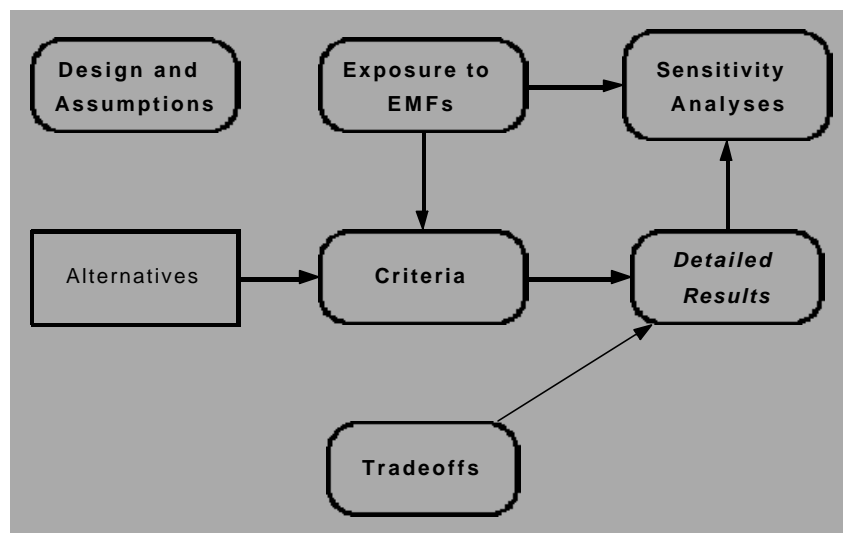 Design and
Assumptions
Exposure to
EMFs
Sensitivity
Analyses
Alternatives
Criteria
Detailed
Results
Tradeoffs